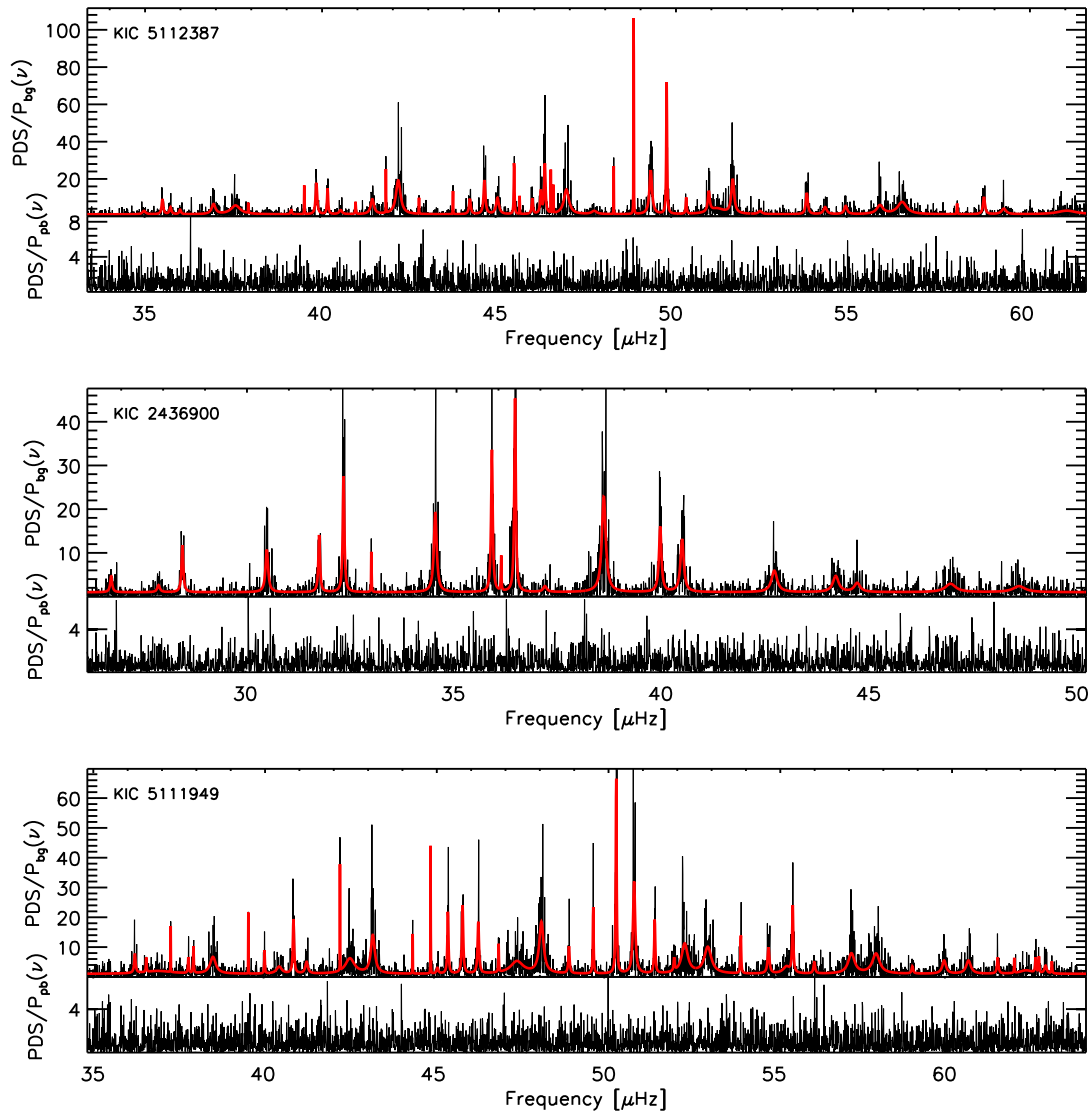 KIC 5112387
PDS/P_bg(ν)
100
80
60
40
20
PDS/P_pb(ν)
8
4
35 40 45 50 55 60
Frequency [μHz]
KIC 2436900
PDS/P_bg(ν)
40
30
20
10
PDS/P_pb(ν)
4
30 35 40 45 50
Frequency [μHz]
KIC 5111949
PDS/P_bg(ν)
60
50
40
30
20
10
PDS/P_pb(ν)
4
35 40 45 50 55 60
Frequency [μHz]